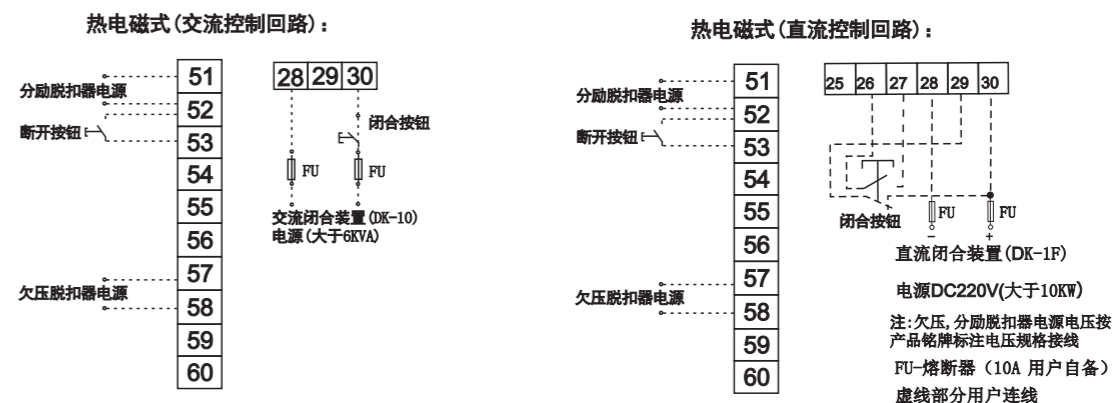 热电磁式(交流控制回路)：
51
分励脱扣器电源
52
断开按钮
53
54
55
56
57
欠压脱扣器电源
58
59
60
28 29 30
闭合按钮
FU
FU
交流闭合装置(DK-10)
电源(大于6KVA)
热电磁式(直流控制回路)：
51
分励脱扣器电源
52
断开按钮
53
54
55
56
57
欠压脱扣器电源
58
59
60
25 26 27 28 29 30
闭合按钮
FU
FU
− +
直流闭合装置(DK-1F)
电源DC220V(大于10KW)
注:欠压,分励脱扣器电源电压按
产品铭牌标注电压规格接线
FU-熔断器（10A 用户自备）
虚线部分用户连线